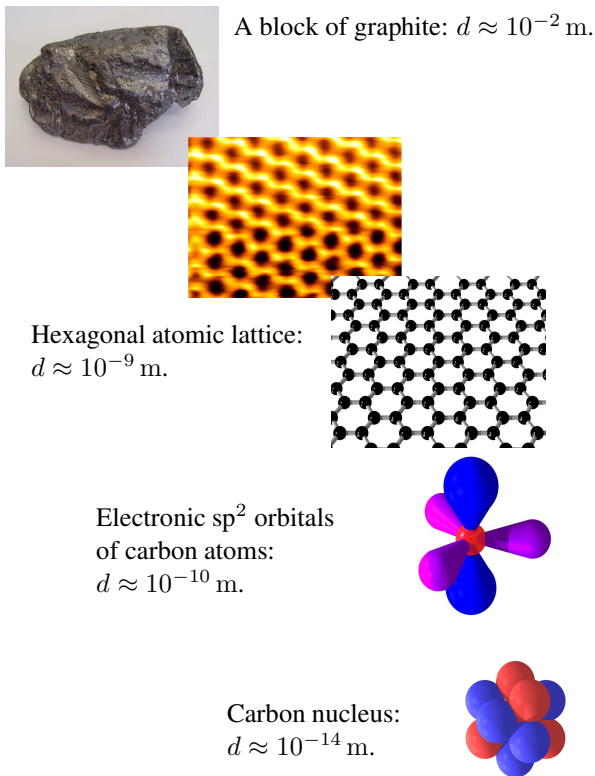 A block of graphite: d ≈ 10⁻² m.
Hexagonal atomic lattice:
d ≈ 10⁻⁹ m.
Electronic sp² orbitals
of carbon atoms:
d ≈ 10⁻¹⁰ m.
Carbon nucleus:
d ≈ 10⁻¹⁴ m.